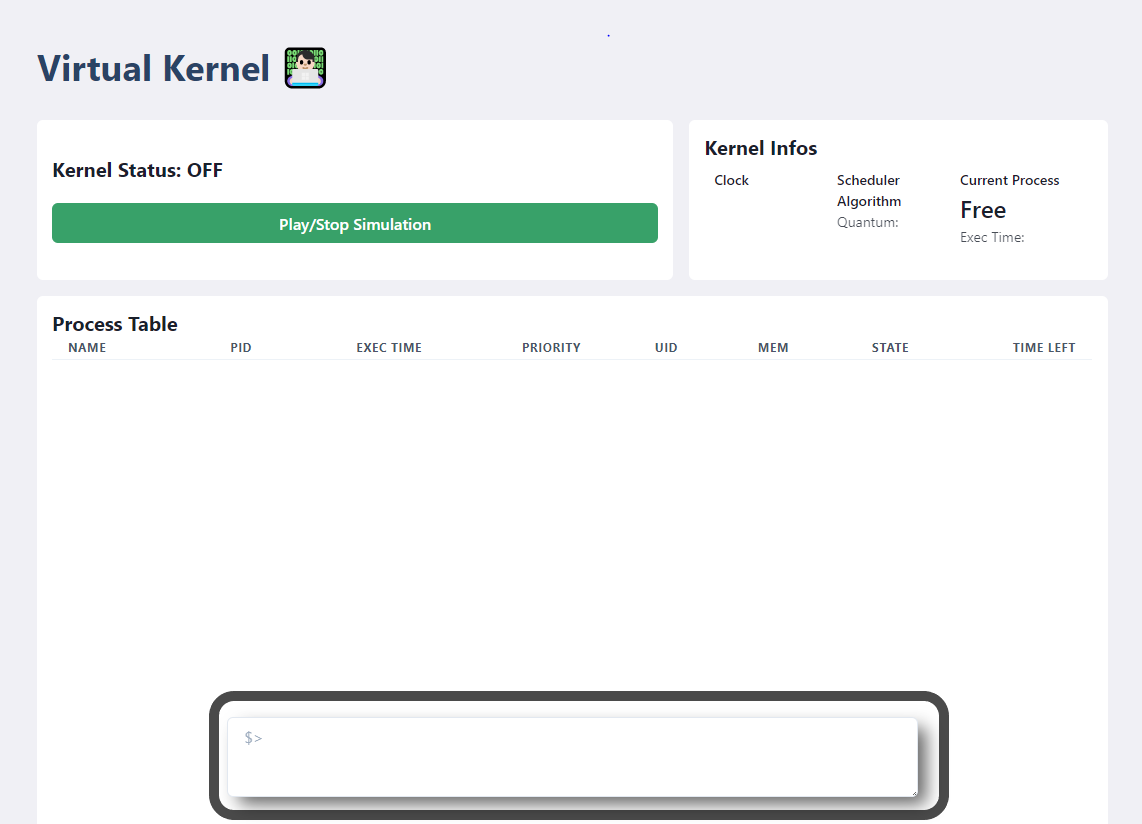 Virtual Kernel
Kernel Status: OFF
Play/Stop Simulation
Kernel Infos
Clock
Scheduler
Algorithm
Quantum:
Current Process
Free
Exec Time:
Process Table
NAME PID EXEC TIME PRIORITY UID MEM STATE TIME LEFT
$>